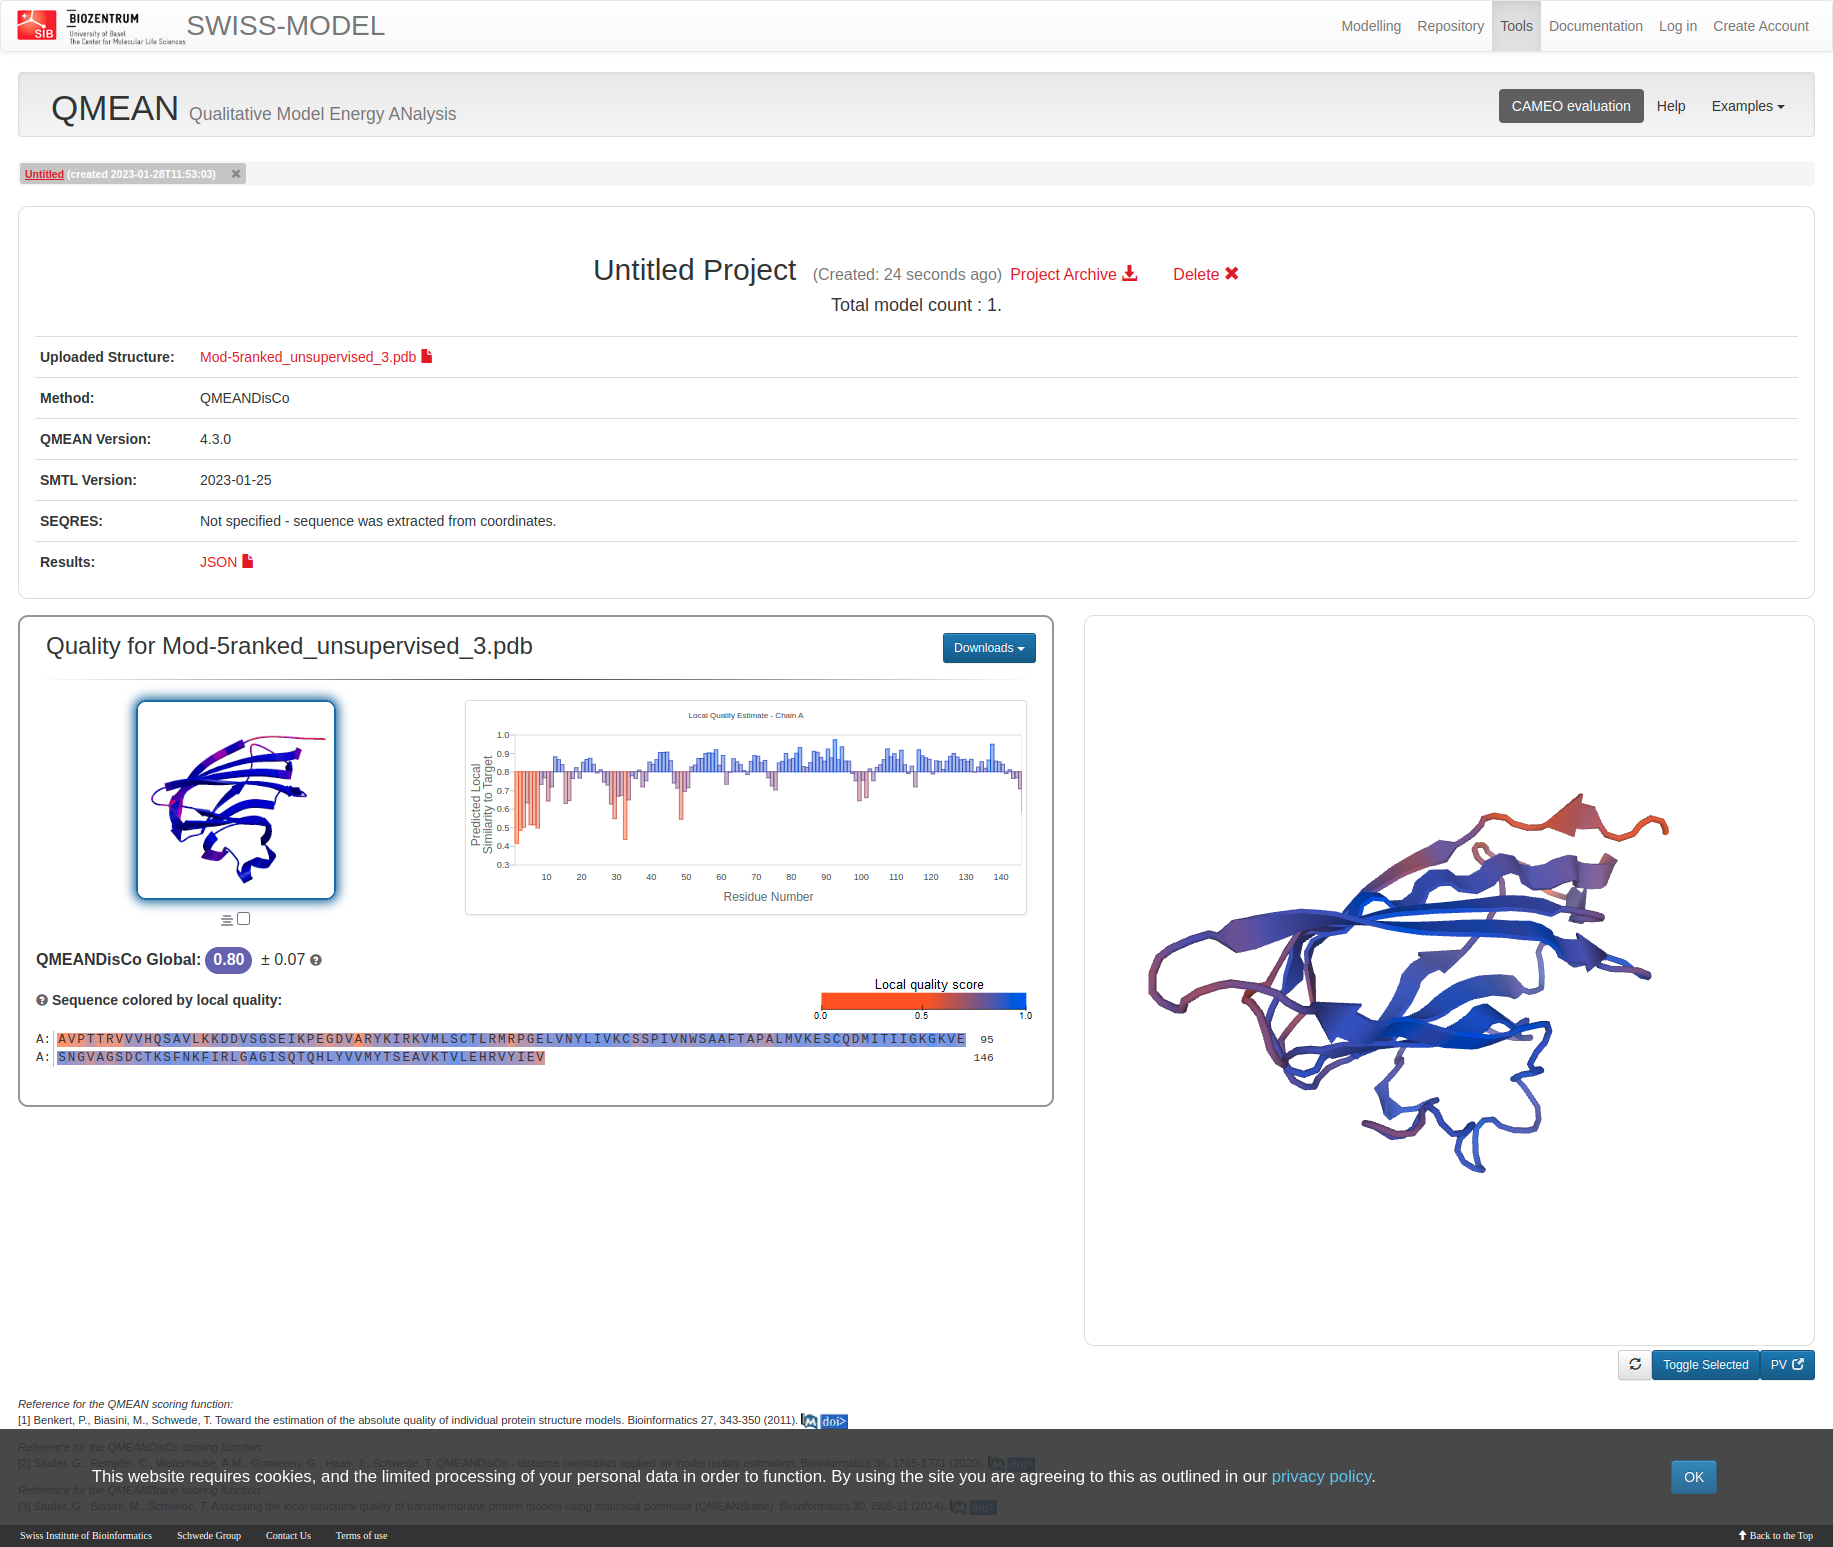 SIB
BIOZENTRUM
University of Basel
The Center for Molecular Life Sciences
SWISS-MODEL
Modelling Repository Tools Documentation Log in Create Account
QMEAN Qualitative Model Energy ANalysis
CAMEO evaluation Help Examples
Untitled (created 2023-01-28T11:53:03)
Untitled Project (Created: 24 seconds ago) Project Archive Delete
Total model count : 1.
Uploaded Structure: Mod-5ranked_unsupervised_3.pdb
Method: QMEANDisCo
QMEAN Version: 4.3.0
SMTL Version: 2023-01-25
SEQRES: Not specified - sequence was extracted from coordinates.
Results: JSON
Quality for Mod-5ranked_unsupervised_3.pdb
Downloads
Local Quality Estimate - Chain A
Predicted Local
Similarity to Target
1.0
0.9
0.8
0.7
0.6
0.5
0.4
0.3
10 20 30 40 50 60 70 80 90 100 110 120 130 140
Residue Number
QMEANDisCo Global: 0.80 ± 0.07
Sequence colored by local quality:
Local quality score
0.0 0.5 1.0
A: AVPTTRVVVHQSAVLKKDDVSGSEIKPEGDVARYKIRKVMLSCTLRMRPGELVNYLIVKCSSPIVNWSAAFTAPALMVKESCQDMITIIGKGKVE 95
A: SNGVAGSDCTKSFNKFIRLGAGISQTQHLYVVMYTSEAVKTVLEHRVYIEV 146
Toggle Selected PV
Reference for the QMEAN scoring function:
[1] Benkert, P., Biasini, M., Schwede, T. Toward the estimation of the absolute quality of individual protein structure models. Bioinformatics 27, 343-350 (2011). doi>
Reference for the QMEANDisCo scoring function:
[2] Studer, G., Rempfer, C., Waterhouse, A.M., Gumienny, G., Haas, J., Schwede, T. QMEANDisCo - distance constraints applied on model quality estimation. Bioinformatics 36, 1765-1771 (2020). doi>
This website requires cookies, and the limited processing of your personal data in order to function. By using the site you are agreeing to this as outlined in our privacy policy.
OK
Reference for the QMEANBrane scoring function:
[3] Studer, G., Biasini, M., Schwede, T. Assessing the local structural quality of transmembrane protein models using statistical potentials (QMEANBrane). Bioinformatics 30, i505-11 (2014). doi>
Swiss Institute of Bioinformatics Schwede Group Contact Us Terms of use
Back to the Top